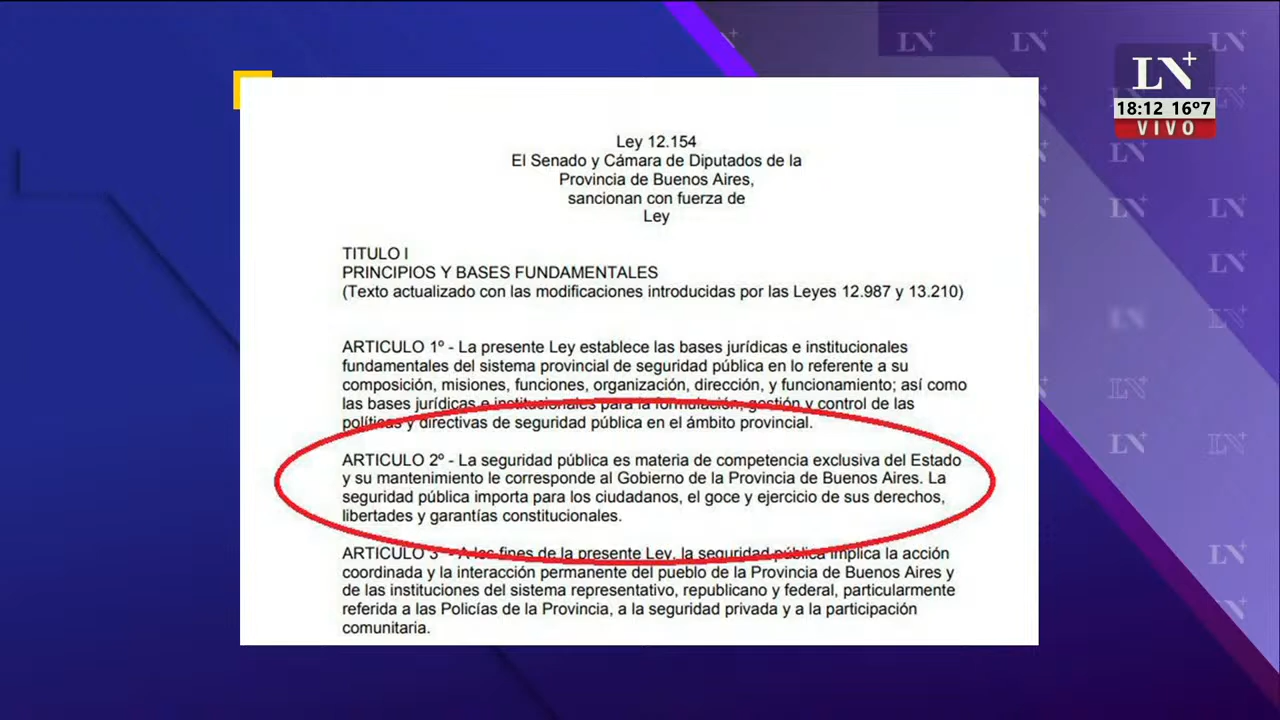 LN+
18:12 16º7
VIVO
Ley 12.154
El Senado y Cámara de Diputados de la
Provincia de Buenos Aires,
sancionan con fuerza de
Ley
TITULO I
PRINCIPIOS Y BASES FUNDAMENTALES
(Texto actualizado con las modificaciones introducidas por las Leyes 12.987 y 13.210)
ARTICULO 1º - La presente Ley establece las bases jurídicas e institucionales
fundamentales del sistema provincial de seguridad pública en lo referente a su
composición, misiones, funciones, organización, dirección, y funcionamiento; así como
las bases jurídicas e institucionales para la formulación, gestión y control de las
políticas y directivas de seguridad pública en el ámbito provincial.
ARTICULO 2º - La seguridad pública es materia de competencia exclusiva del Estado
y su mantenimiento le corresponde al Gobierno de la Provincia de Buenos Aires. La
seguridad pública importa para los ciudadanos, el goce y ejercicio de sus derechos,
libertades y garantías constitucionales.
ARTICULO 3º - A los fines de la presente Ley, la seguridad pública implica la acción
coordinada y la interacción permanente del pueblo de la Provincia de Buenos Aires y
de las instituciones del sistema representativo, republicano y federal, particularmente
referida a las Policías de la Provincia, a la seguridad privada y a la participación
comunitaria.